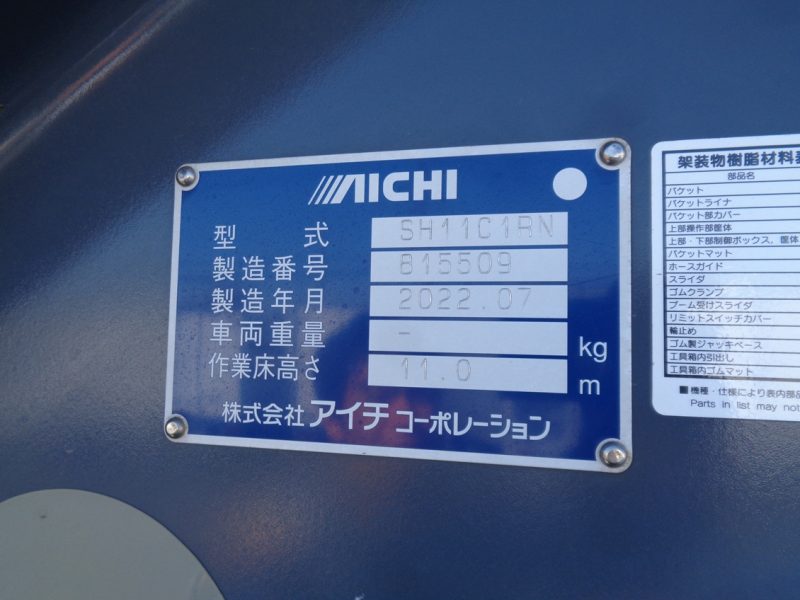 AICHI
型 式 SH11C1RN
製造番号 815509
製造年月 2022.07
車両重量 - kg
作業床高さ 11.0 m
株式会社 アイチ コーポレーション
架装物樹脂材料
部品名
バケット
バケットライナ
バケット部カバー
上部操作部筐体
上部・下部制御ボックス，筐体
バケットマット
ホースガイド
スライダ
ゴムクランプ
ブーム受けスライダ
リミットスイッチカバー
輪止め
ゴム製ジャッキベース
工具箱内引出し
工具箱内ゴムマット
■機種・仕様により表内部品
Parts in list may not